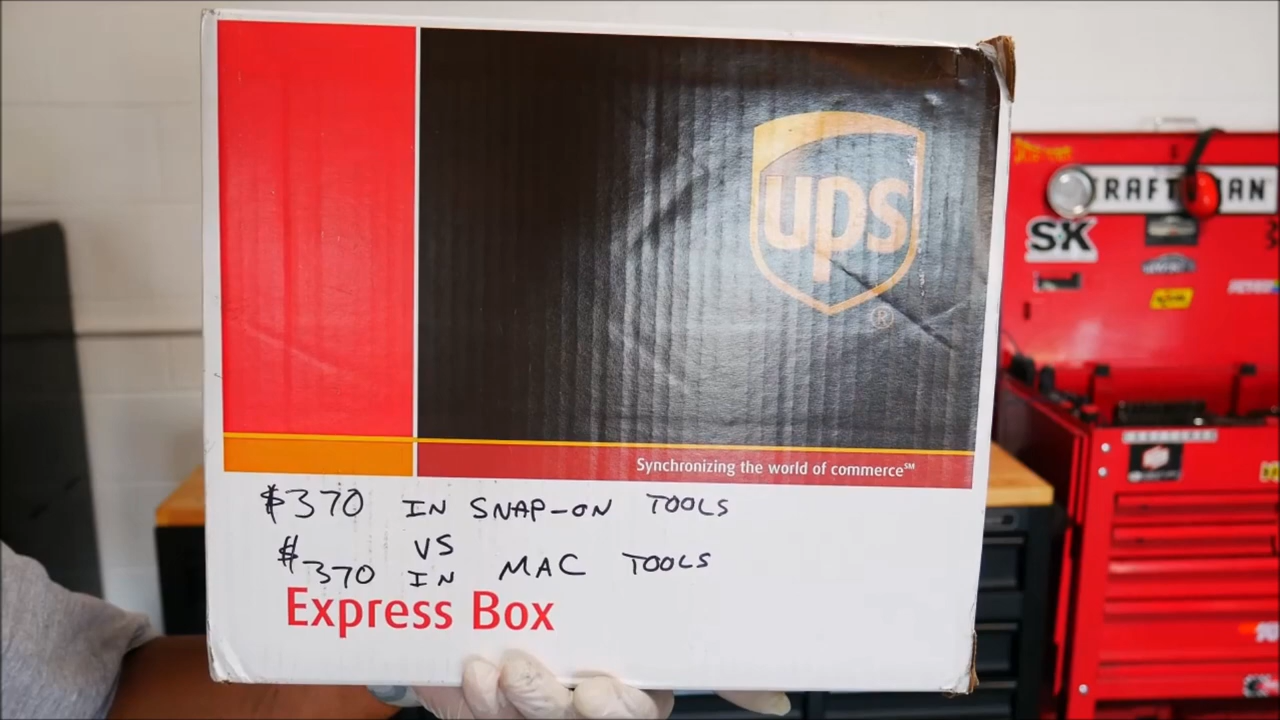 ups
®
Synchronizing the world of commerce℠
$370 IN SNAP-ON TOOLS
VS
$370 IN MAC TOOLS
Express Box
SK